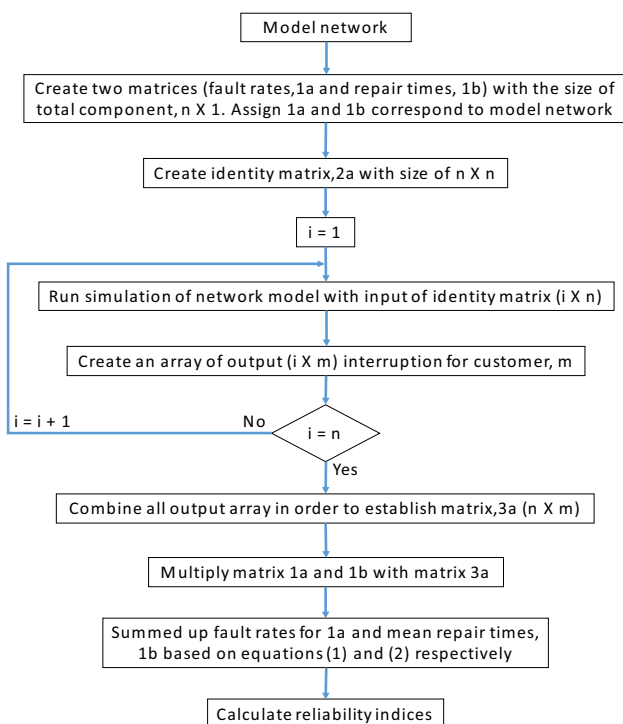 Model network
Create two matrices (fault rates,1a and repair times, 1b) with the size of
total component, n X 1. Assign 1a and 1b correspond to model network
Create identity matrix,2a with size of n X n
i = 1
Run simulation of network model with input of identity matrix (i X n)
Create an array of output (i X m) interruption for customer, m
i = i + 1
No
i = n
Yes
Combine all output array in order to establish matrix,3a (n X m)
Multiply matrix 1a and 1b with matrix 3a
Summed up fault rates for 1a and mean repair times,
1b based on equations (1) and (2) respectively
Calculate reliability indices